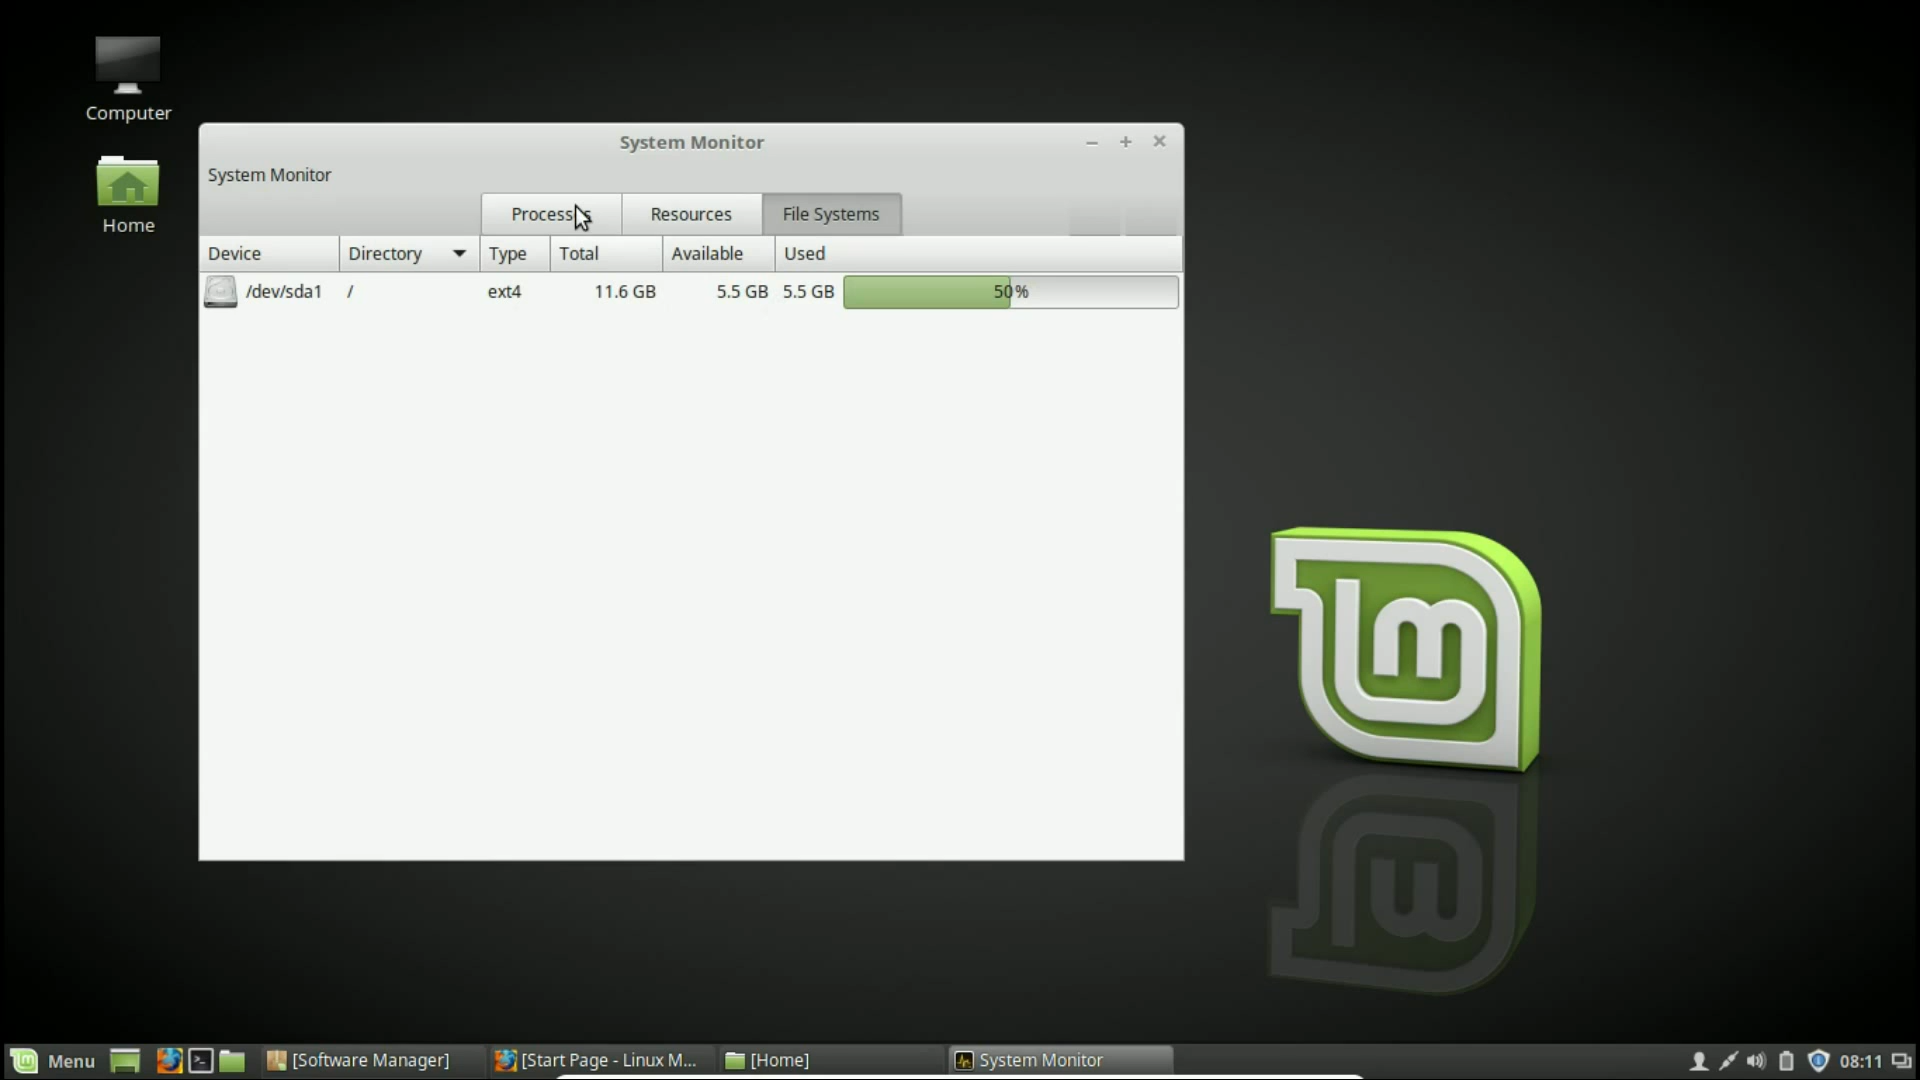 Computer
Home
System Monitor
System Monitor
Processes Resources File Systems
Device Directory Type Total Available Used
/dev/sda1 / ext4 11.6 GB 5.5 GB 5.5 GB 50%
Menu [Software Manager] [Start Page - Linux M... [Home] System Monitor 08:11